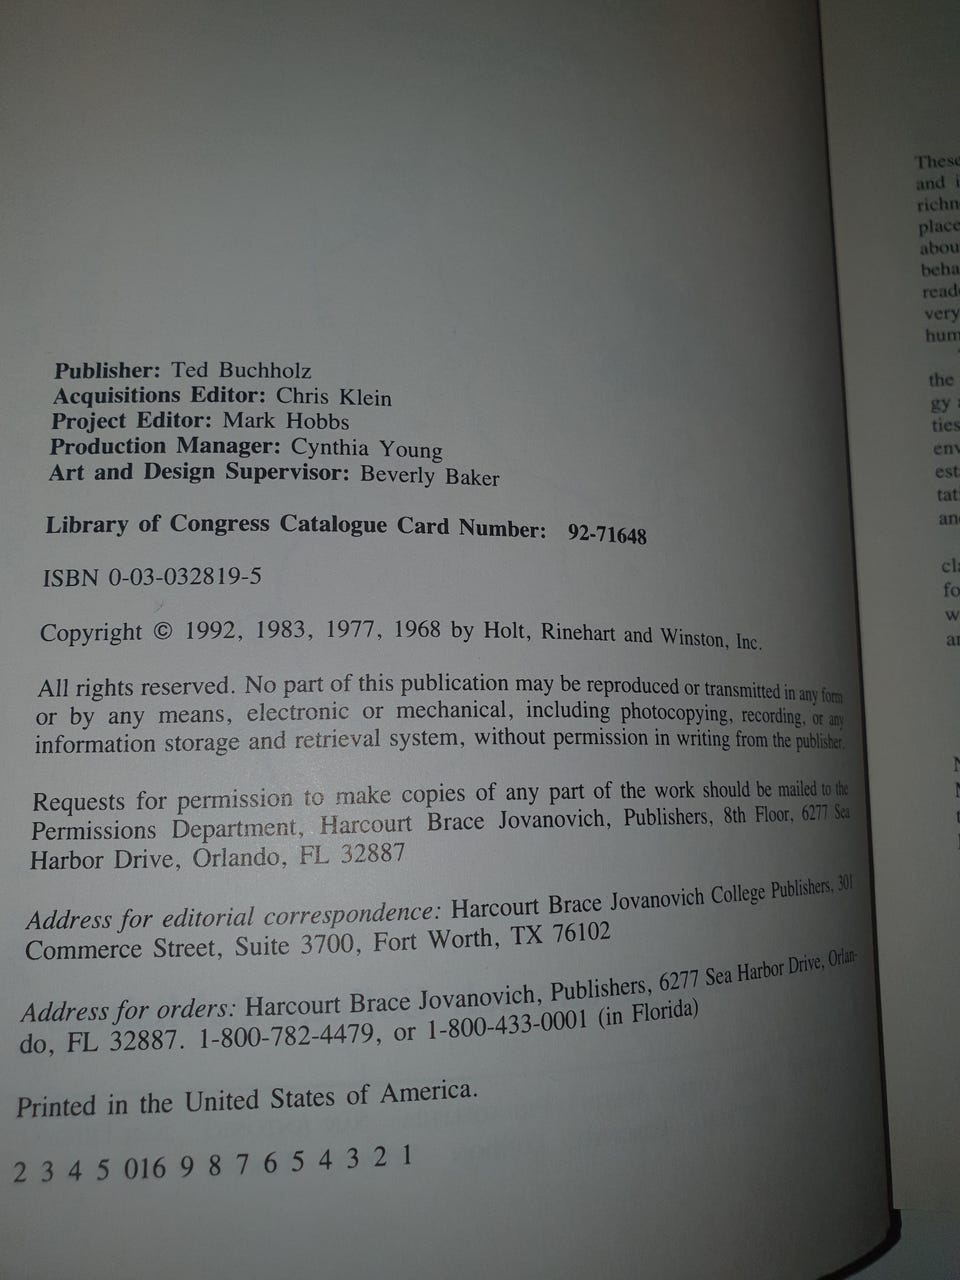 Publisher: Ted Buchholz
Acquisitions Editor: Chris Klein
Project Editor: Mark Hobbs
Production Manager: Cynthia Young
Art and Design Supervisor: Beverly Baker
Library of Congress Catalogue Card Number: 92-71648
ISBN 0-03-032819-5
Copyright © 1992, 1983, 1977, 1968 by Holt, Rinehart and Winston, Inc.
All rights reserved. No part of this publication may be reproduced or transmitted in any form
or by any means, electronic or mechanical, including photocopying, recording, or any
information storage and retrieval system, without permission in writing from the publisher.
Requests for permission to make copies of any part of the work should be mailed to the
Permissions Department, Harcourt Brace Jovanovich, Publishers, 8th Floor, 6277 Sea
Harbor Drive, Orlando, FL 32887
Address for editorial correspondence: Harcourt Brace Jovanovich College Publishers, 301
Commerce Street, Suite 3700, Fort Worth, TX 76102
Address for orders: Harcourt Brace Jovanovich, Publishers, 6277 Sea Harbor Drive, Orlan-
do, FL 32887. 1-800-782-4479, or 1-800-433-0001 (in Florida)
Printed in the United States of America.
2 3 4 5 016 9 8 7 6 5 4 3 2 1
These
and
place
very
the